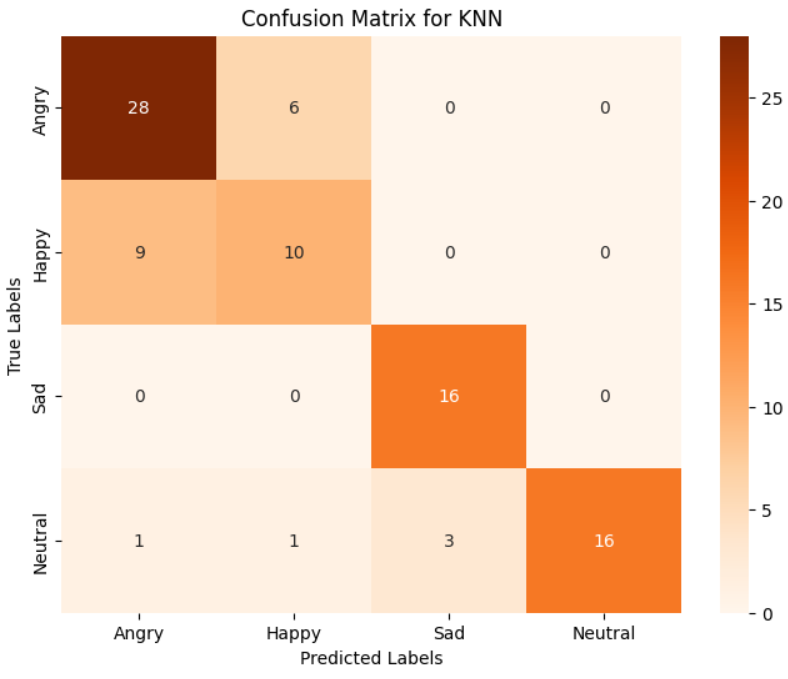 Confusion Matrix for KNN
True Labels
Angry
28
6
0
0
Happy
9
10
0
0
Sad
0
0
16
0
Neutral
1
1
3
16
Angry
Happy
Sad
Neutral
Predicted Labels
25
20
15
10
5
0